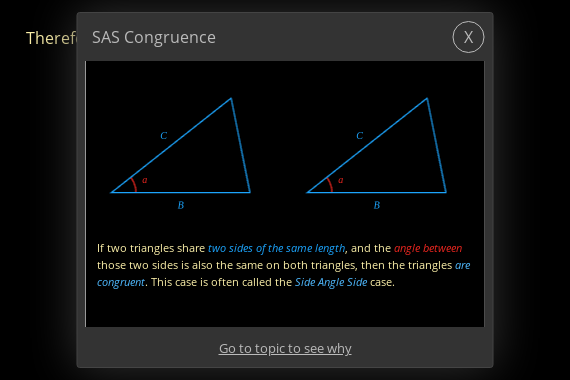 SAS Congruence
X
C
a
B
C
a
B
If two triangles share two sides of the same length, and the angle between
those two sides is also the same on both triangles, then the triangles are
congruent. This case is often called the Side Angle Side case.
Go to topic to see why